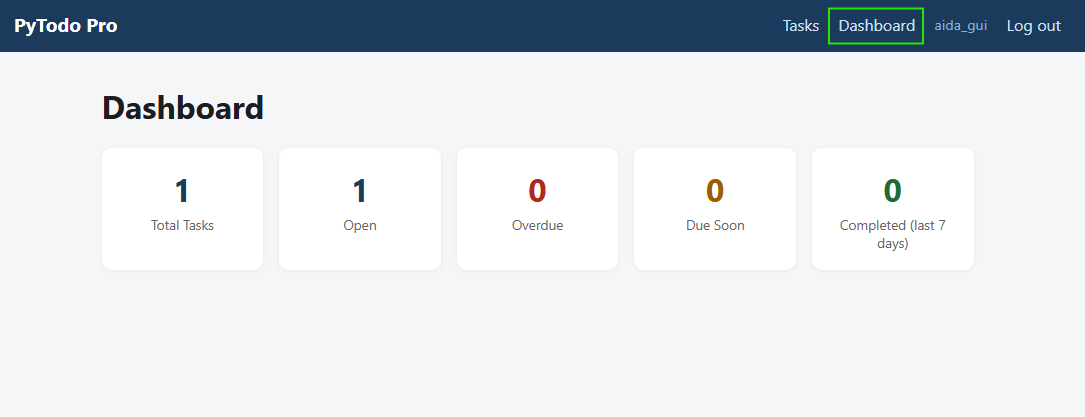 PyTodo Pro Tasks Dashboard aida_gui Log out
Dashboard
1 1 0 0 0
Total Tasks Open Overdue Due Soon Completed (last 7
days)